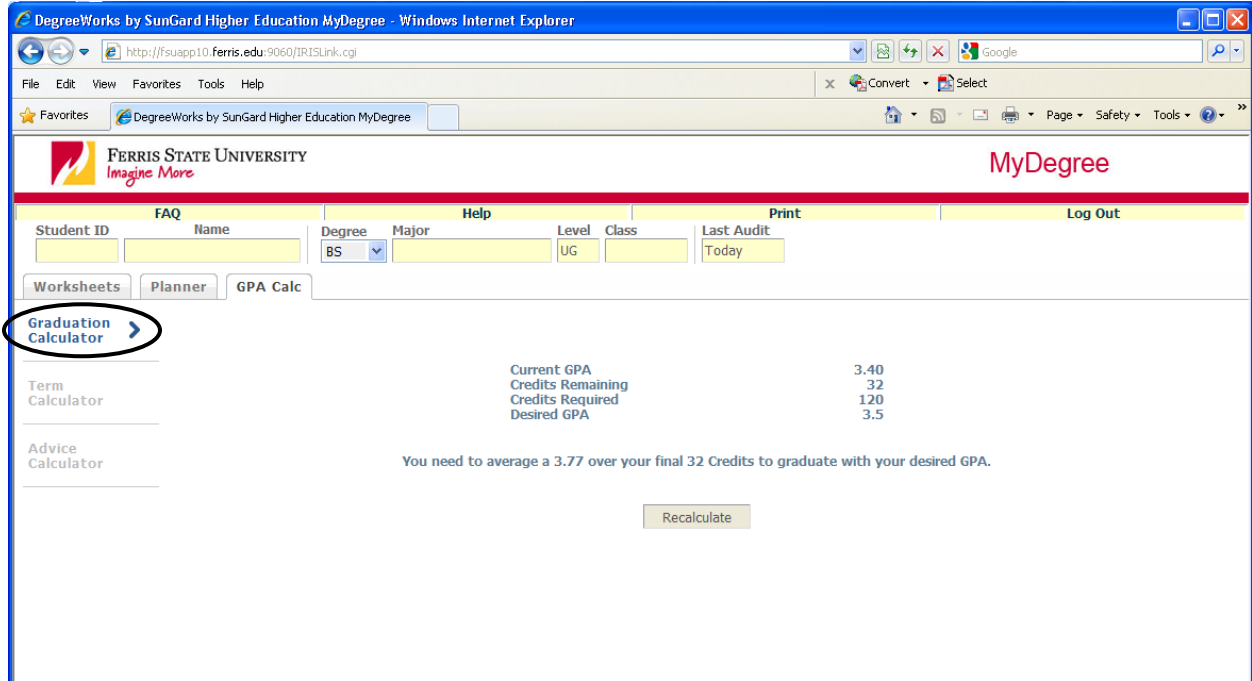 DegreeWorks by SunGard Higher Education MyDegree - Windows Internet Explorer
http://fsuapp10.ferris.edu:9060/IRISLink.cgi
Google
File Edit View Favorites Tools Help
x Convert Select
Favorites DegreeWorks by SunGard Higher Education MyDegree
Page Safety Tools »
FERRIS STATE UNIVERSITY
Imagine More
MyDegree
FAQ Help Print Log Out
Student ID Name Degree Major Level Class Last Audit
BS UG Today
Worksheets Planner GPA Calc
Graduation
Calculator
Term
Calculator
Advice
Calculator
Current GPA 3.40
Credits Remaining 32
Credits Required 120
Desired GPA 3.5
You need to average a 3.77 over your final 32 Credits to graduate with your desired GPA.
Recalculate